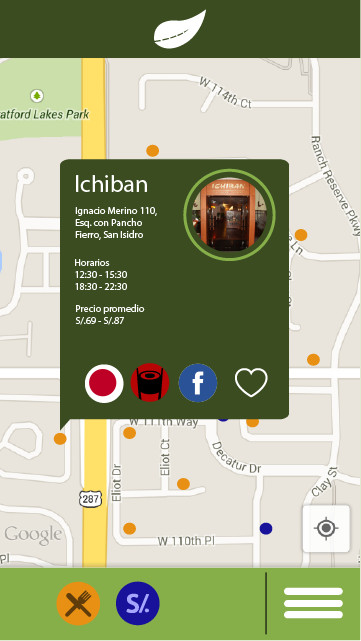 W 114th Ct
atford Lakes Park
Ranch Reserve Pkwy
Ichiban
ICHIBAN
Ignacio Merino 110,
Esq. con Pancho
Fierro, San Isidro
e Ln
Horarios
12:30 - 15:30
18:30 - 22:30
Precio promedio
S/.69 - S/.87
f
W 111th Way
Eliot Ct
Decatur Dr
Eliot Dr
Clay St
287
Google
W 110th Pl
Pl
S/.